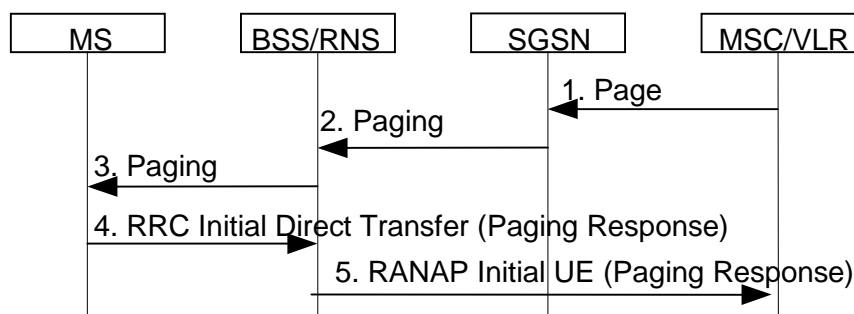 MS
BSS/RNS
SGSN
MSC/VLR
1. Page
2. Paging
3. Paging
4. RRC Initial Direct Transfer (Paging Response)
5. RANAP Initial UE (Paging Response)